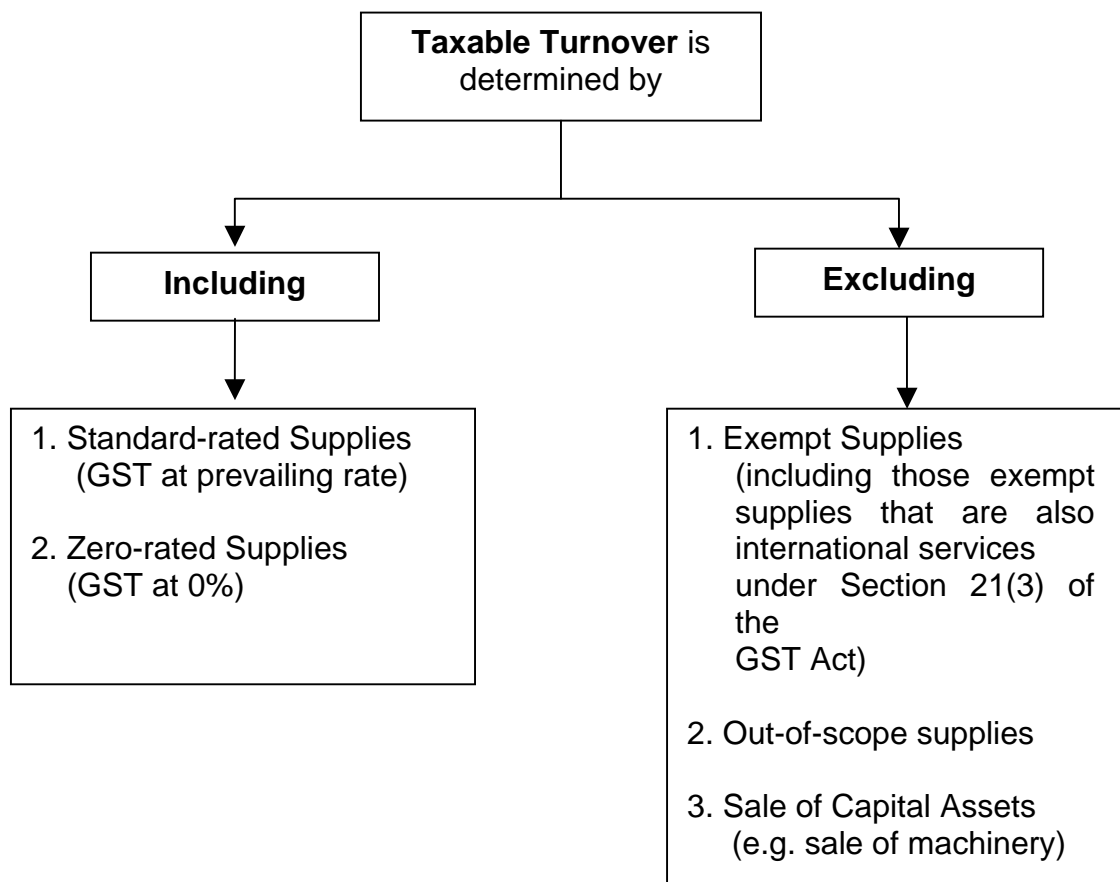 Taxable Turnover is
determined by
Including
Excluding
1. Standard-rated Supplies
(GST at prevailing rate)
2. Zero-rated Supplies
(GST at 0%)
1. Exempt Supplies
(including those exempt
supplies that are also
international services
under Section 21(3) of
the
GST Act)
2. Out-of-scope supplies
3. Sale of Capital Assets
(e.g. sale of machinery)